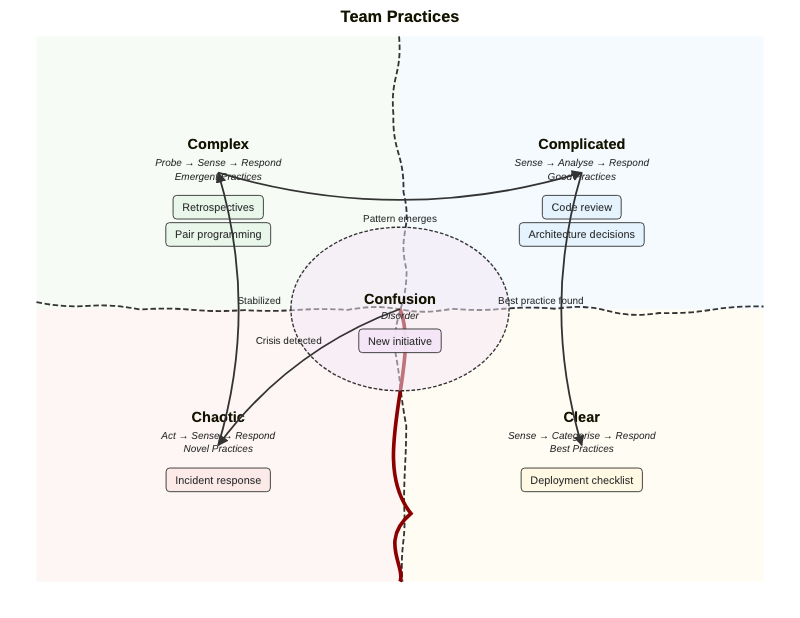 Team Practices
Complex
Probe → Sense → Respond
Emergent Practices
Retrospectives
Pair programming
Complicated
Sense → Analyse → Respond
Good Practices
Code review
Architecture decisions
Pattern emerges
Stabilized
Confusion
Disorder
New initiative
Best practice found
Crisis detected
Chaotic
Act → Sense → Respond
Novel Practices
Incident response
Clear
Sense → Categorise → Respond
Best Practices
Deployment checklist